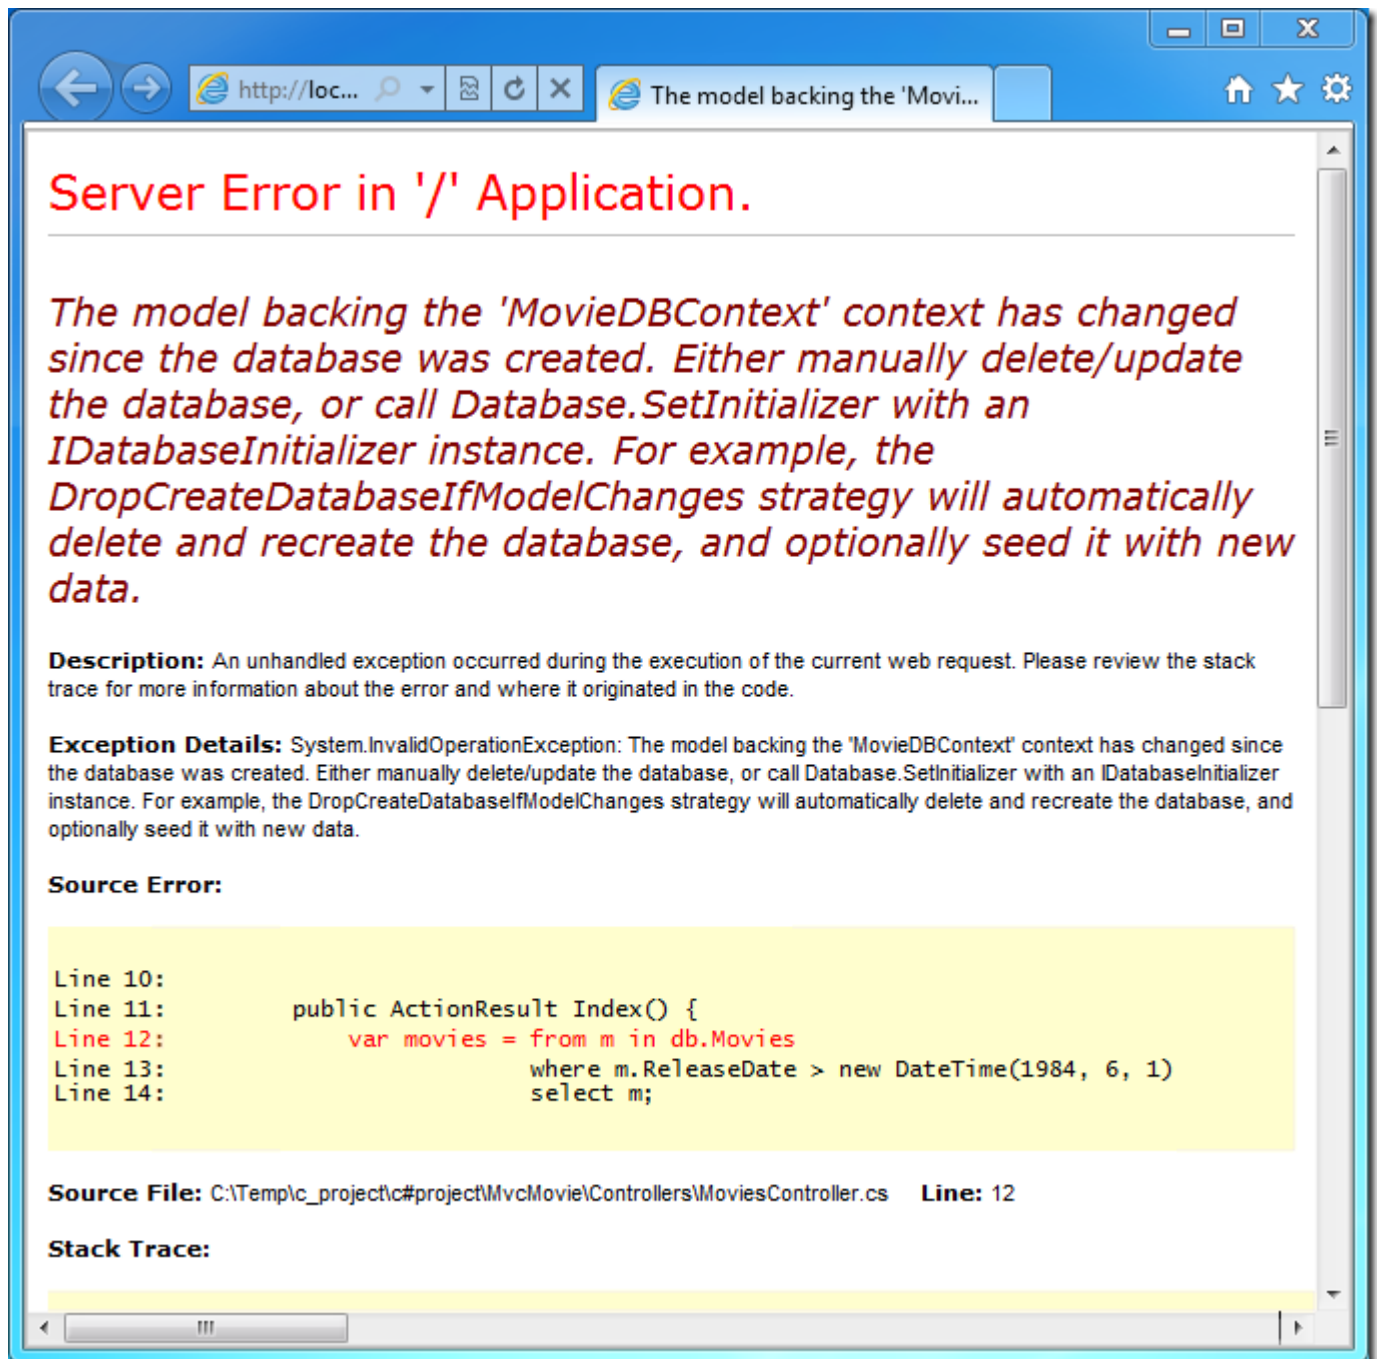 http://loc...
The model backing the 'Movi...
Server Error in '/' Application.
The model backing the 'MovieDBContext' context has changed
since the database was created. Either manually delete/update
the database, or call Database.SetInitializer with an
IDatabaseInitializer instance. For example, the
DropCreateDatabaseIfModelChanges strategy will automatically
delete and recreate the database, and optionally seed it with new
data.
Description: An unhandled exception occurred during the execution of the current web request. Please review the stack
trace for more information about the error and where it originated in the code.
Exception Details: System.InvalidOperationException: The model backing the 'MovieDBContext' context has changed since
the database was created. Either manually delete/update the database, or call Database.SetInitializer with an IDatabaseInitializer
instance. For example, the DropCreateDatabaseIfModelChanges strategy will automatically delete and recreate the database, and
optionally seed it with new data.
Source Error:
Line 10:
Line 11:         public ActionResult Index() {
Line 12:             var movies = from m in db.Movies
Line 13:                          where m.ReleaseDate > new DateTime(1984, 6, 1)
Line 14:                          select m;
Source File: C:\Temp\c_project\c#project\MvcMovie\Controllers\MoviesController.cs    Line: 12
Stack Trace: